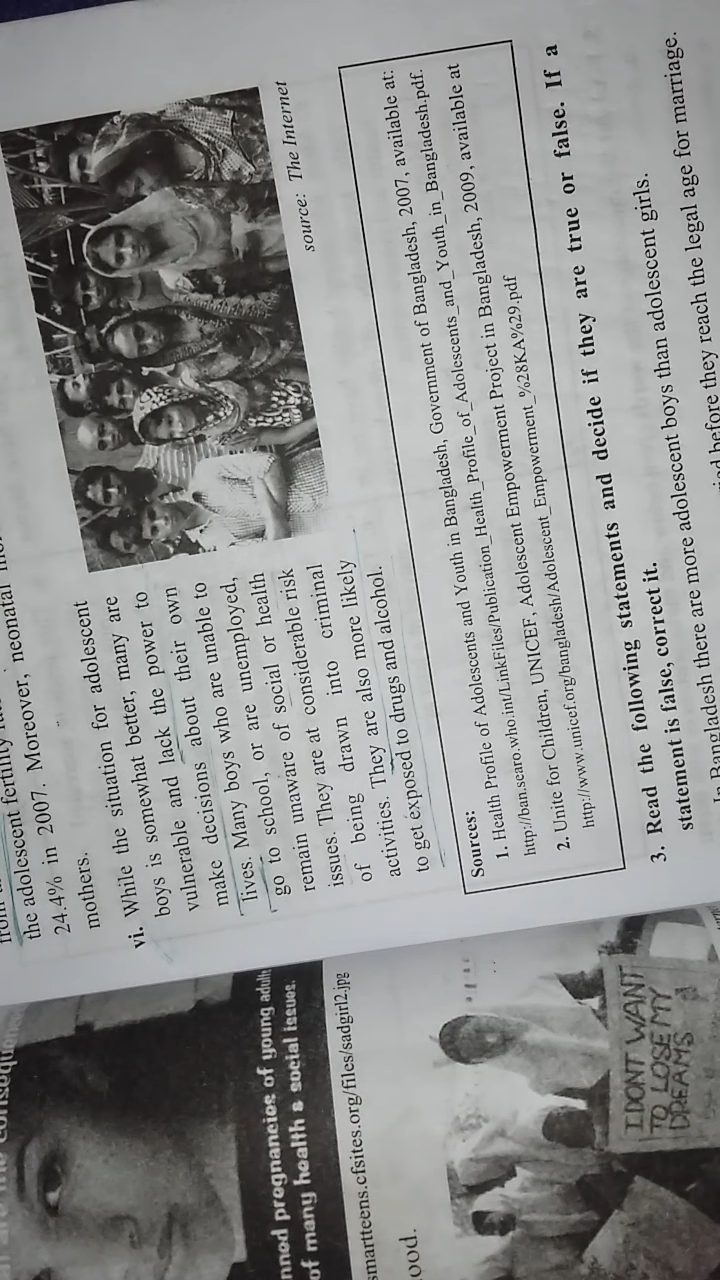 the adolescent fertility
24.4% in 2007. Moreover, neonatal
mothers.
vi. While the situation for adolescent
boys is somewhat better, many are
vulnerable and lack the power to
make decisions about their own
lives. Many boys who are unable to
go to school, or are unemployed,
remain unaware of social or health
issues. They are at considerable risk
of being drawn into criminal
activities. They are also more likely
to get exposed to drugs and alcohol.
source: The Internet
Sources:
1. Health Profile of Adolescents and Youth in Bangladesh, Government of Bangladesh, 2007, available at:
http://ban.searo.who.int/LinkFiles/Publication_Health_Profile_of_Adolescents_and_Youth_in_Bangladesh.pdf.
2. Unite for Children, UNICEF, Adolescent Empowerment Project in Bangladesh, 2009, available at
http://www.unicef.org/bangladesh/Adolescent_Empowerment_%28KA%29.pdf
3. Read the following statements and decide if they are true or false. If a
statement is false, correct it.
In Bangladesh there are more adolescent boys than adolescent girls.
before they reach the legal age for marriage.
pregnancies of young adults
of many health & social issues.
smartteens.cfsites.org/files/sadgirl2.jpg
I DONT WANT
TO LOSE MY
DREAMS